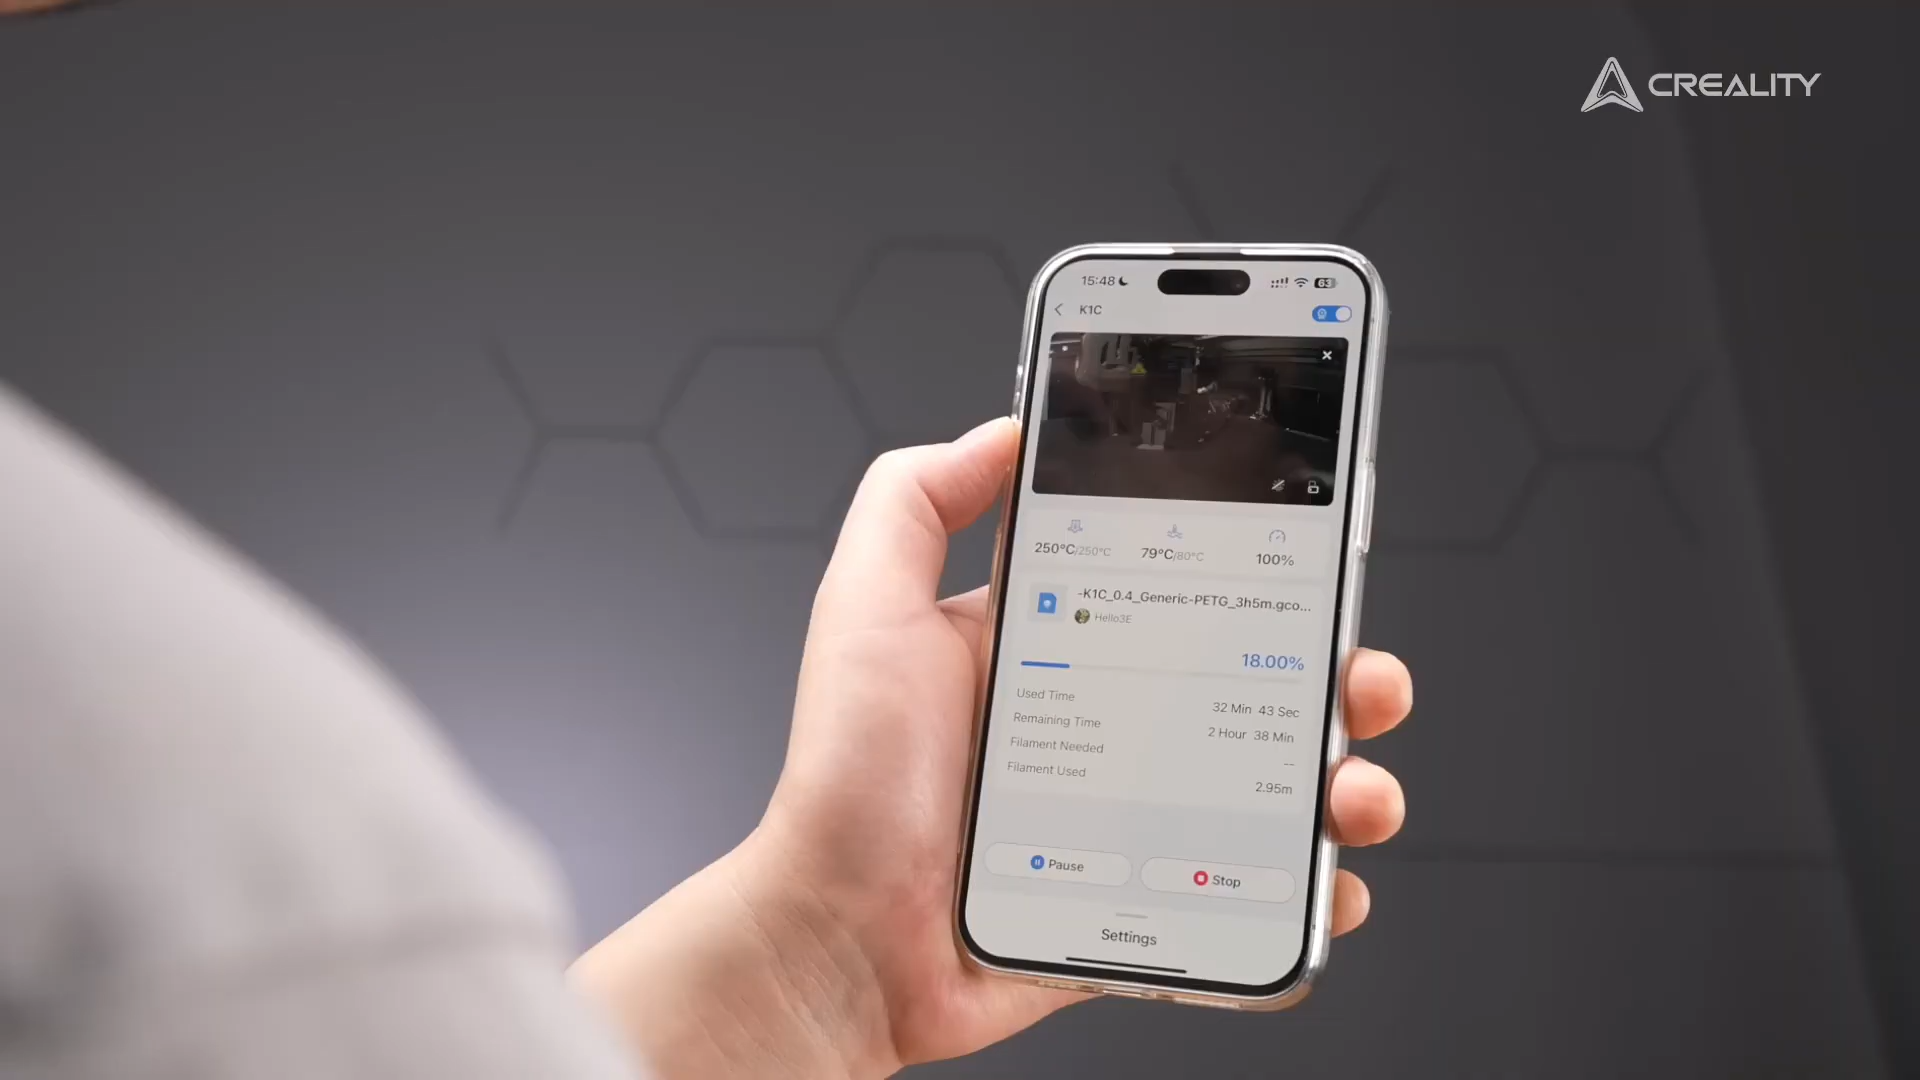 CREALITY
15:48
63
K1C
250°C/250°C 79°C/80°C 100%
-K1C_0.4_Generic-PETG_3h5m.gco...
Hello3E
18.00%
Used Time 32 Min 43 Sec
Remaining Time 2 Hour 38 Min
Filament Needed --
Filament Used 2.95m
Pause Stop
Settings